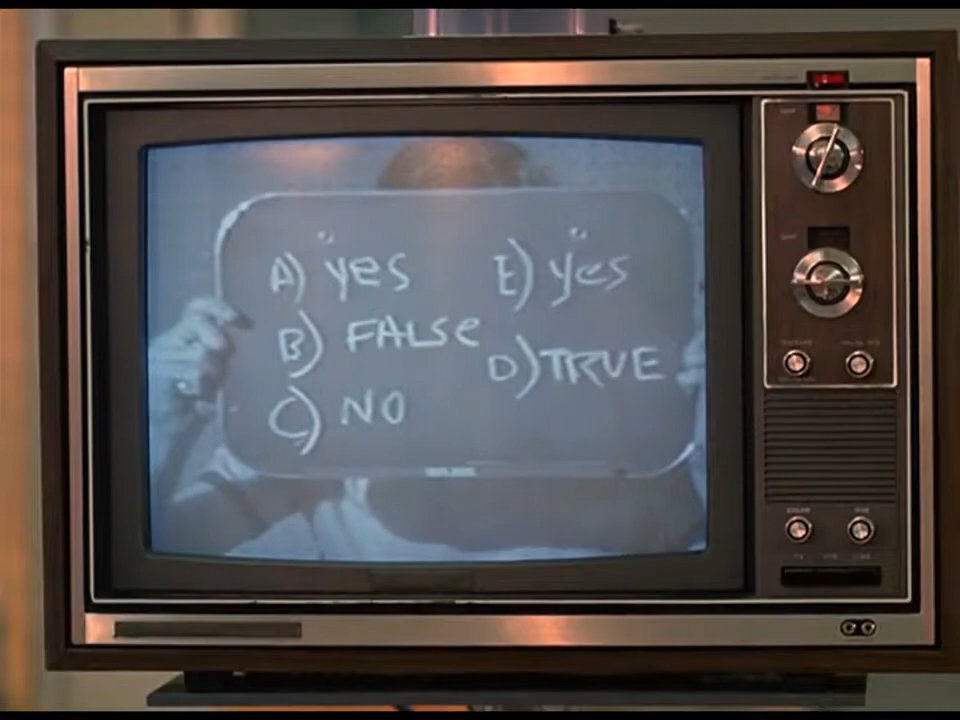 A) yes
B) FALSe
C) NO
E) yes
D) TRUE